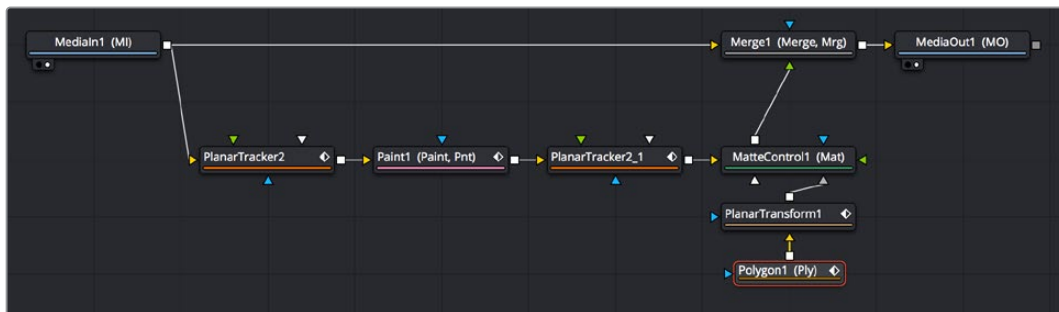 MediaIn1 (MI)
Merge1 (Merge, Mrg)
MediaOut1 (MO)
PlanarTracker2
Paint1 (Paint, Pnt)
PlanarTracker2_1
MatteControl1 (Mat)
PlanarTransform1
Polygon1 (Ply)